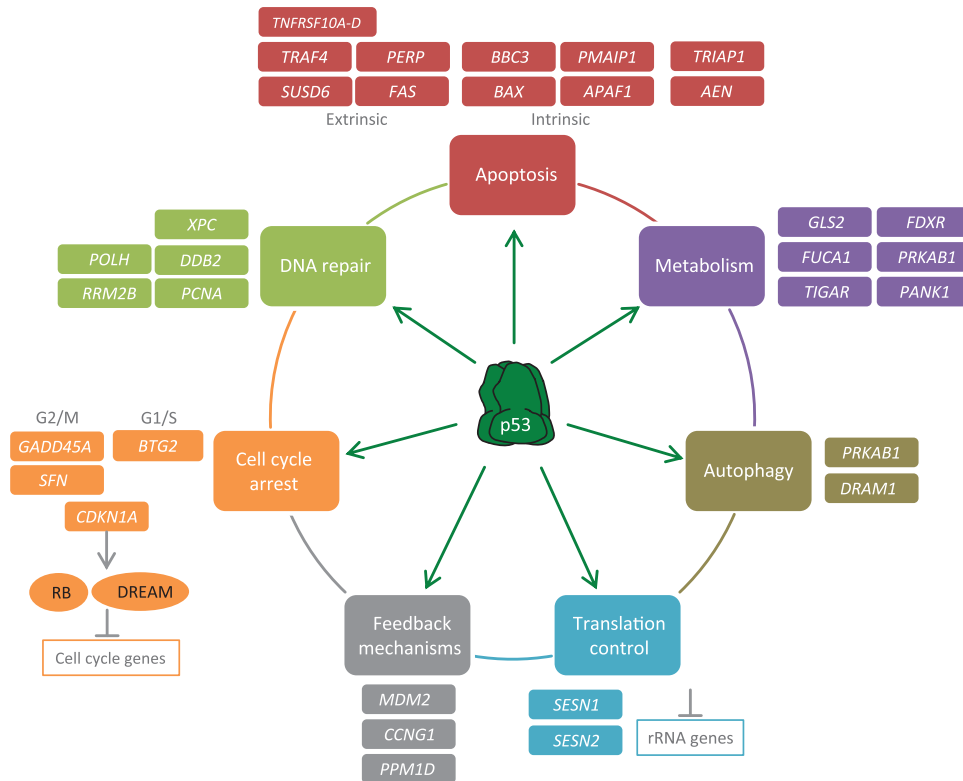 TNFRSF10A-D
TRAF4 PERP BBC3 PMAIP1 TRIAP1
SUSD6 FAS BAX APAF1 AEN
Extrinsic Intrinsic
Apoptosis
XPC
POLH DDB2
RRM2B PCNA
DNA repair
Metabolism
GLS2 FDXR
FUCA1 PRKAB1
TIGAR PANK1
p53
G2/M G1/S
GADD45A BTG2
SFN
CDKN1A
RB DREAM
Cell cycle genes
Cell cycle
arrest
Autophagy
PRKAB1
DRAM1
Feedback
mechanisms
MDM2
CCNG1
PPM1D
Translation
control
SESN1
SESN2
rRNA genes